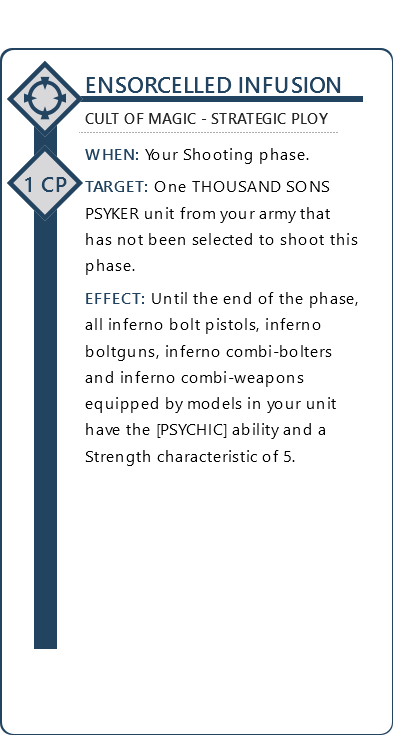 ENSORCELLED INFUSION
CULT OF MAGIC - STRATEGIC PLOY
1 CP
WHEN: Your Shooting phase.
TARGET: One THOUSAND SONS
PSYKER unit from your army that
has not been selected to shoot this
phase.
EFFECT: Until the end of the phase,
all inferno bolt pistols, inferno
boltguns, inferno combi-bolters
and inferno combi-weapons
equipped by models in your unit
have the [PSYCHIC] ability and a
Strength characteristic of 5.